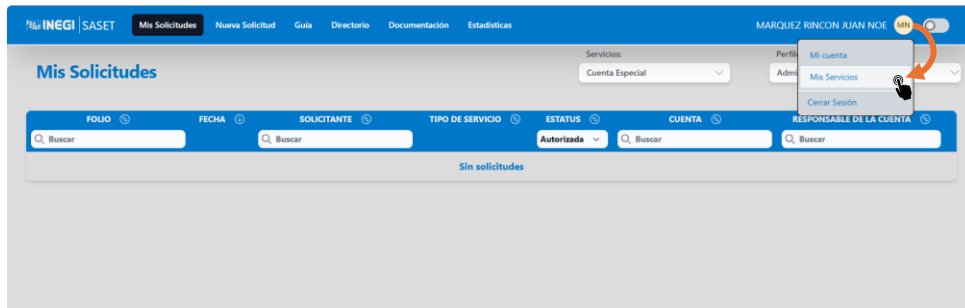 INEGI SASET Mis Solicitudes Nueva Solicitud Guía Directorio Documentación Estadísticas MARQUEZ RINCON JUAN NOE MN
Servicios:
Mis Solicitudes
Cuenta Especial
Mi cuenta
Mis Servicios
Cerrar Sesión
FOLIO FECHA SOLICITANTE TIPO DE SERVICIO ESTATUS CUENTA RESPONSABLE DE LA CUENTA
Buscar Buscar Autorizada Buscar Buscar
Sin solicitudes